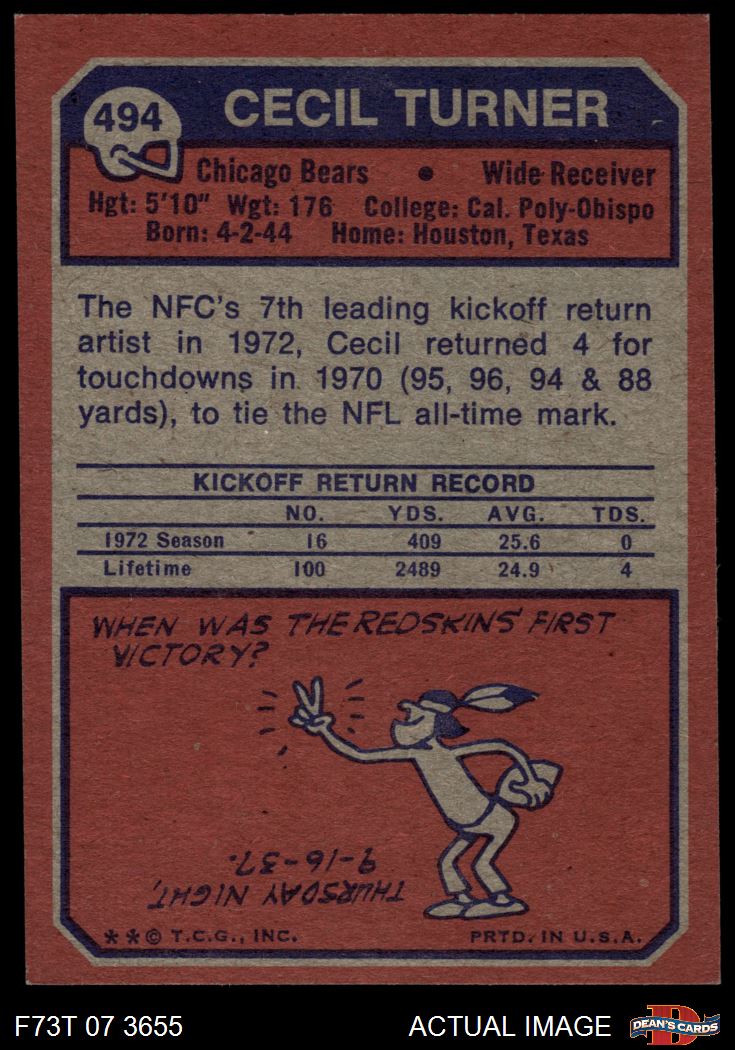 494
CECIL TURNER
Chicago Bears • Wide Receiver
Hgt: 5'10" Wgt: 176 College: Cal. Poly-Obispo
Born: 4-2-44 Home: Houston, Texas
The NFC's 7th leading kickoff return
artist in 1972, Cecil returned 4 for
touchdowns in 1970 (95, 96, 94 & 88
yards), to tie the NFL all-time mark.
KICKOFF RETURN RECORD
NO. YDS. AVG. TDS.
1972 Season 16 409 25.6 0
Lifetime 100 2489 24.9 4
WHEN WAS THE REDSKINS' FIRST
VICTORY?
THURSDAY NIGHT,
9-16-37.
**© T.C.G., INC. PRTD. IN U.S.A.
F73T 07 3655 ACTUAL IMAGE
D
DEAN'S CARDS